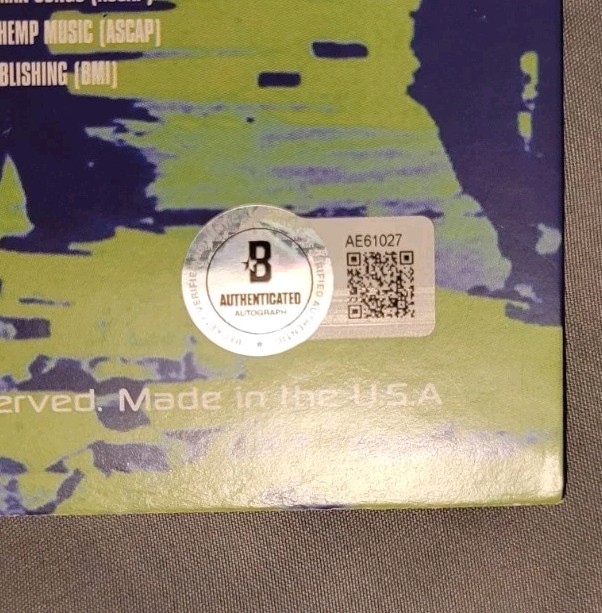 HEMP MUSIC (ASCAP)
BLISHING (BMI)
AE61027
B
AUTHENTICATED
AUTOGRAPH
erved. Made in the U.S.A